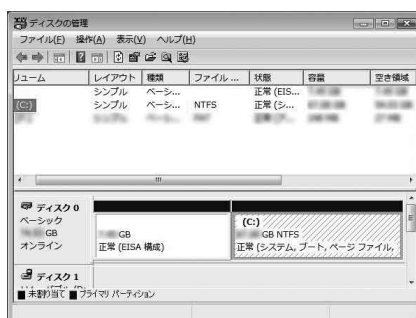 ディスクの管理
ファイル(F) 操作(A) 表示(V) ヘルプ(H)
リューム レイアウト 種類 ファイル ... 状態 容量 空き領域
シンプル ベーシ... 正常 (EIS...
(C:) シンプル ベーシ... NTFS 正常 (シ...
シンプル
ディスク 0
ベーシック
GB
オンライン
GB
正常 (EISA 構成)
(C:)
GB NTFS
正常 (システム, ブート, ページ ファイル,
ディスク 1
未割り当て プライマリ パーティション